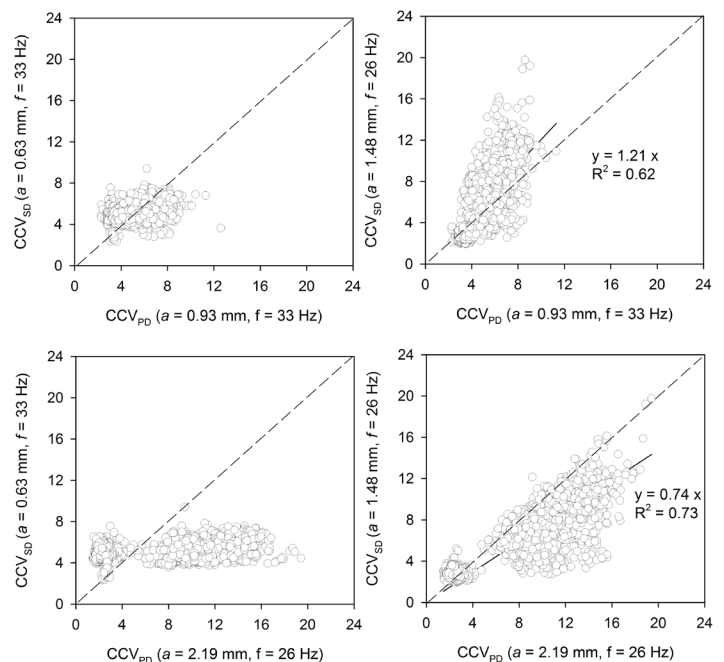 24
20
16
12
8
4
0
CCV_SD (a = 0.63 mm, f = 33 Hz)
0 4 8 12 16 20 24
CCV_PD (a = 0.93 mm, f = 33 Hz)
24
20
16
12
8
4
0
CCV_SD (a = 1.48 mm, f = 26 Hz)
y = 1.21 x
R² = 0.62
0 4 8 12 16 20 24
CCV_PD (a = 0.93 mm, f = 33 Hz)
24
20
16
12
8
4
0
CCV_SD (a = 0.63 mm, f = 33 Hz)
0 4 8 12 16 20 24
CCV_PD (a = 2.19 mm, f = 26 Hz)
24
20
16
12
8
4
0
CCV_SD (a = 1.48 mm, f = 26 Hz)
y = 0.74 x
R² = 0.73
0 4 8 12 16 20 24
CCV_PD (a = 2.19 mm, f = 26 Hz)